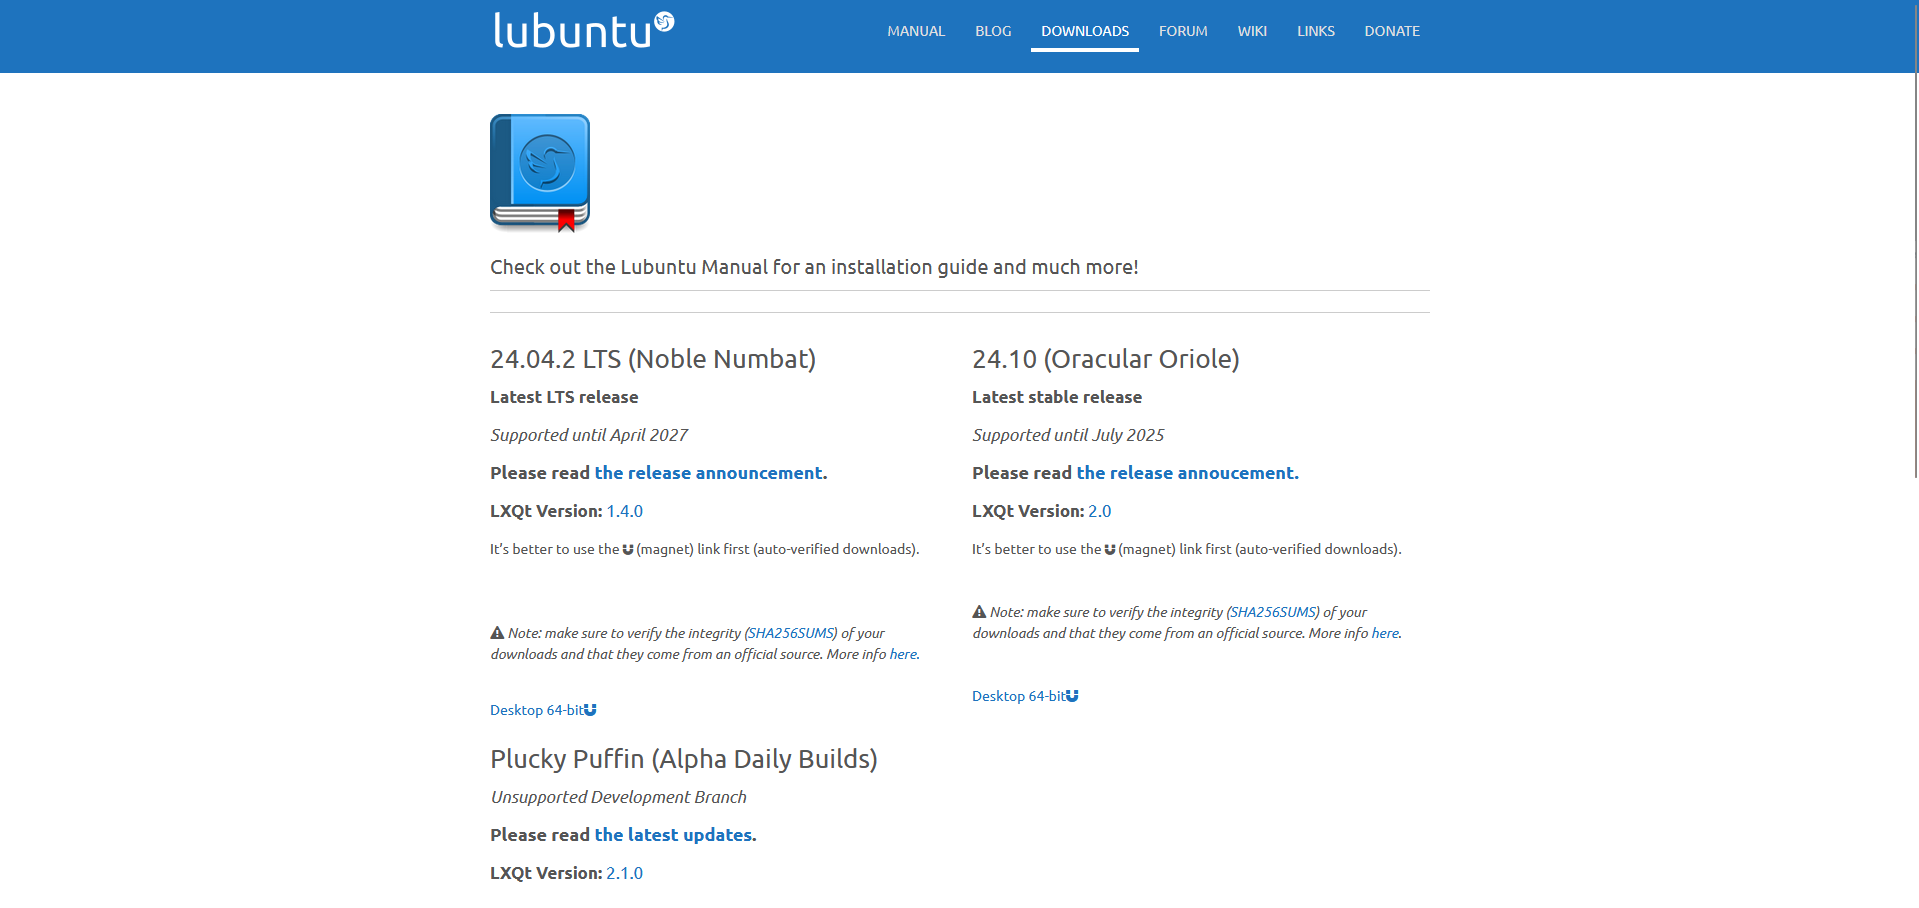 lubuntu
MANUAL BLOG DOWNLOADS FORUM WIKI LINKS DONATE
Check out the Lubuntu Manual for an installation guide and much more!
24.04.2 LTS (Noble Numbat)
Latest LTS release
Supported until April 2027
Please read the release announcement.
LXQt Version: 1.4.0
It’s better to use the (magnet) link first (auto-verified downloads).
Note: make sure to verify the integrity (SHA256SUMS) of your
downloads and that they come from an official source. More info here.
Desktop 64-bit
24.10 (Oracular Oriole)
Latest stable release
Supported until July 2025
Please read the release annoucement.
LXQt Version: 2.0
It’s better to use the (magnet) link first (auto-verified downloads).
Note: make sure to verify the integrity (SHA256SUMS) of your
downloads and that they come from an official source. More info here.
Desktop 64-bit
Plucky Puffin (Alpha Daily Builds)
Unsupported Development Branch
Please read the latest updates.
LXQt Version: 2.1.0